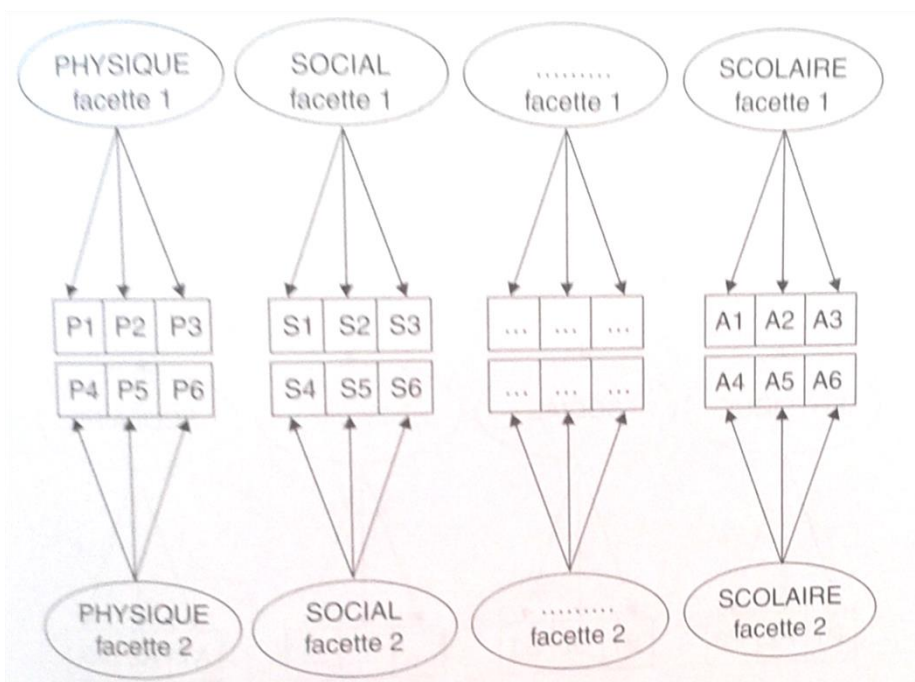 PHYSIQUE
facette 1
SOCIAL
facette 1
.........
facette 1
SCOLAIRE
facette 1
P1 P2 P3
S1 S2 S3
... ... ...
A1 A2 A3
P4 P5 P6
S4 S5 S6
... ... ...
A4 A5 A6
PHYSIQUE
facette 2
SOCIAL
facette 2
.........
facette 2
SCOLAIRE
facette 2